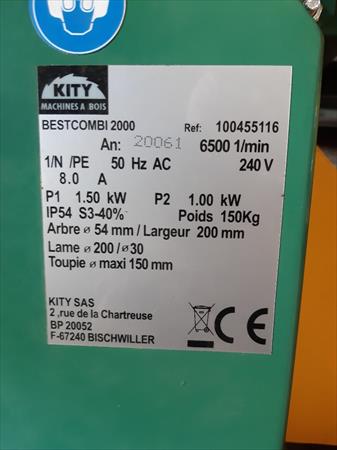 KITY
MACHINES A BOIS
BESTCOMBI 2000 Ref: 100455116
An: 20061 6500 1/min
1/N /PE 50 Hz AC 240 V
8.0 A
P1 1.50 kW P2 1.00 kW
IP54 S3-40% Poids 150Kg
Arbre ø 54 mm / Largeur 200 mm
Lame ø 200 / ø 30
Toupie ø maxi 150 mm
KITY SAS
2 ,rue de la Chartreuse
BP 20052
F-67240 BISCHWILLER
CE